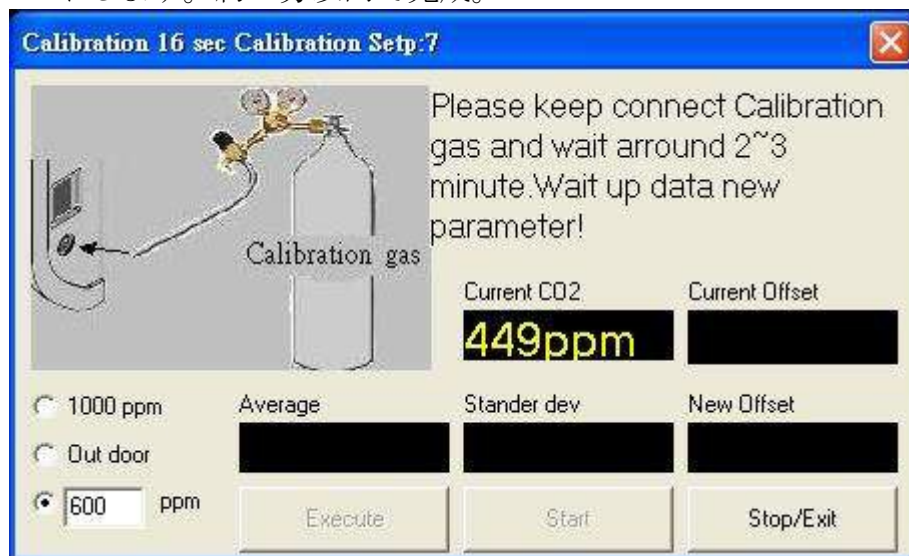 Calibration 16 sec Calibration Setp:7
Please keep connect Calibration
gas and wait arround 2~3
minute.Wait up data new
parameter!
Calibration gas
Current CO2
Current Offset
449ppm
1000 ppm
Average
Stander dev
New Offset
Out door
600 ppm
Execute
Start
Stop/Exit